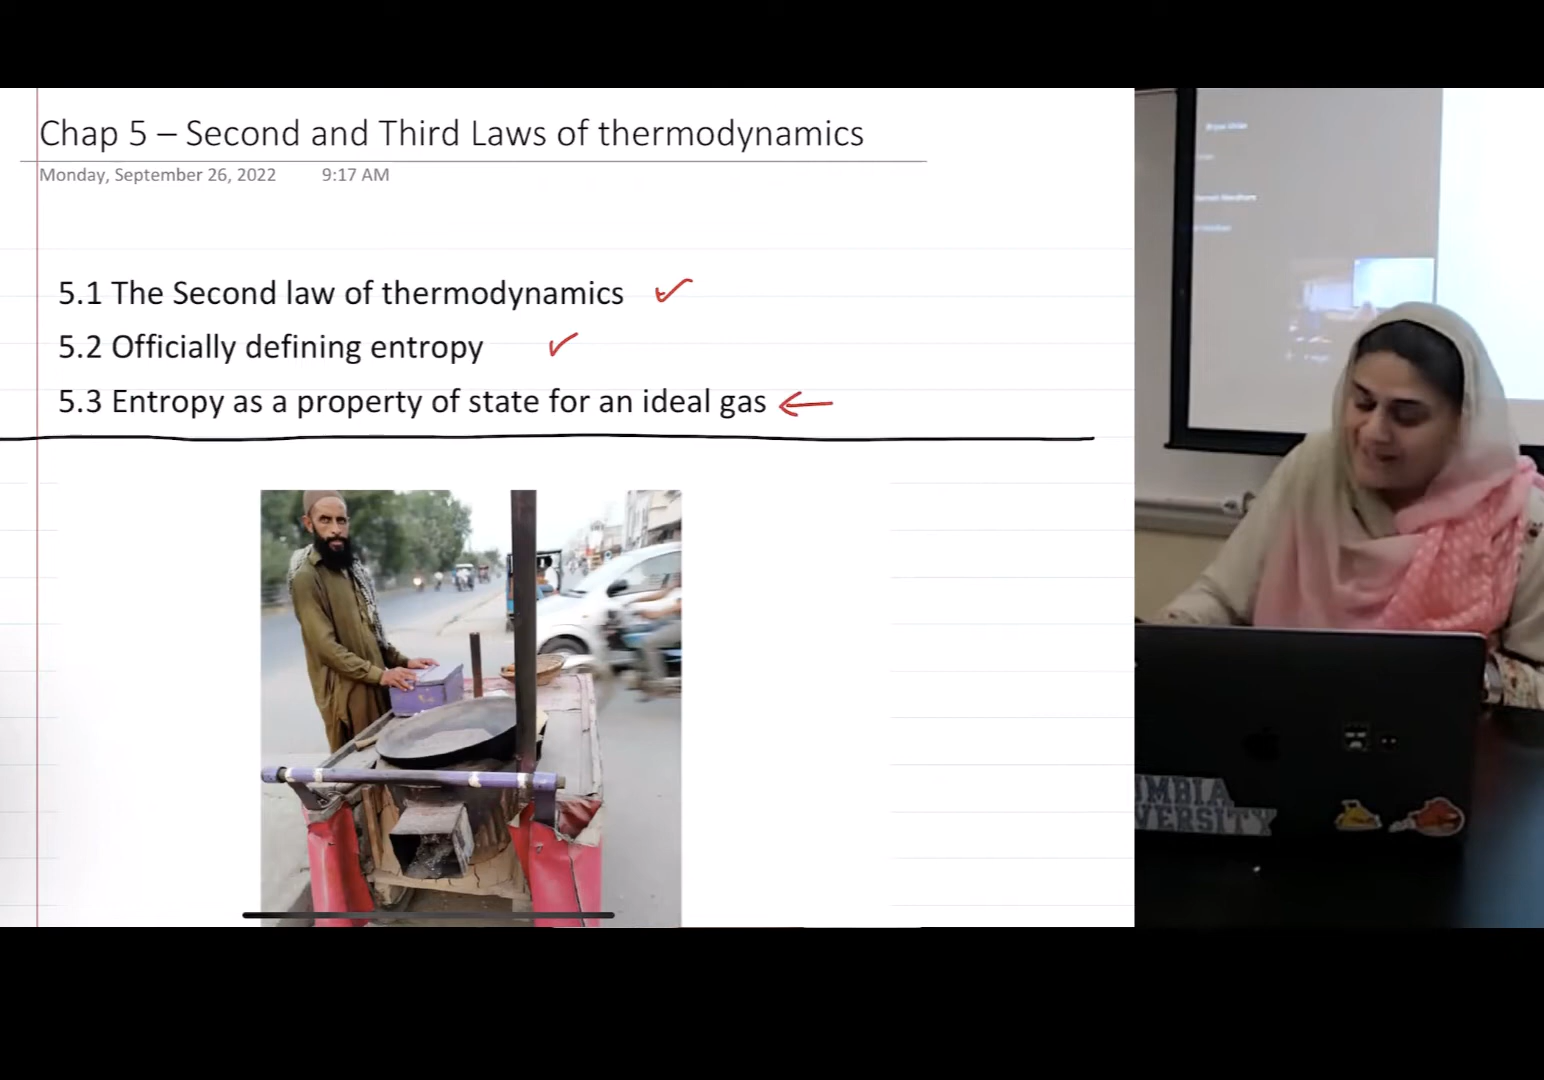 Chap 5 – Second and Third Laws of thermodynamics
Monday, September 26, 2022 9:17 AM
5.1 The Second law of thermodynamics
5.2 Officially defining entropy
5.3 Entropy as a property of state for an ideal gas
UMBIA
VERSITY